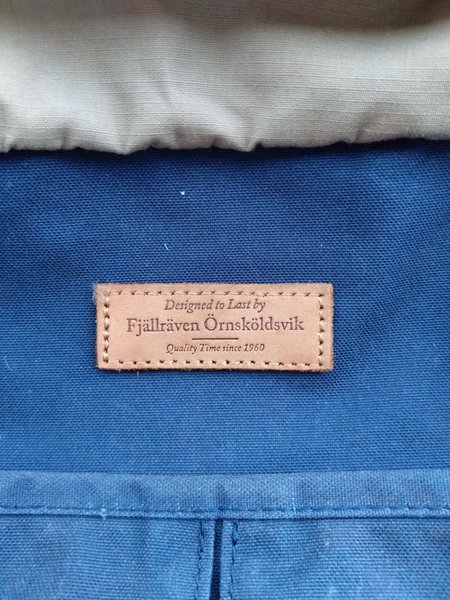 Designed to Last by
Fjällräven Örnsköldsvik
Quality Time since 1960